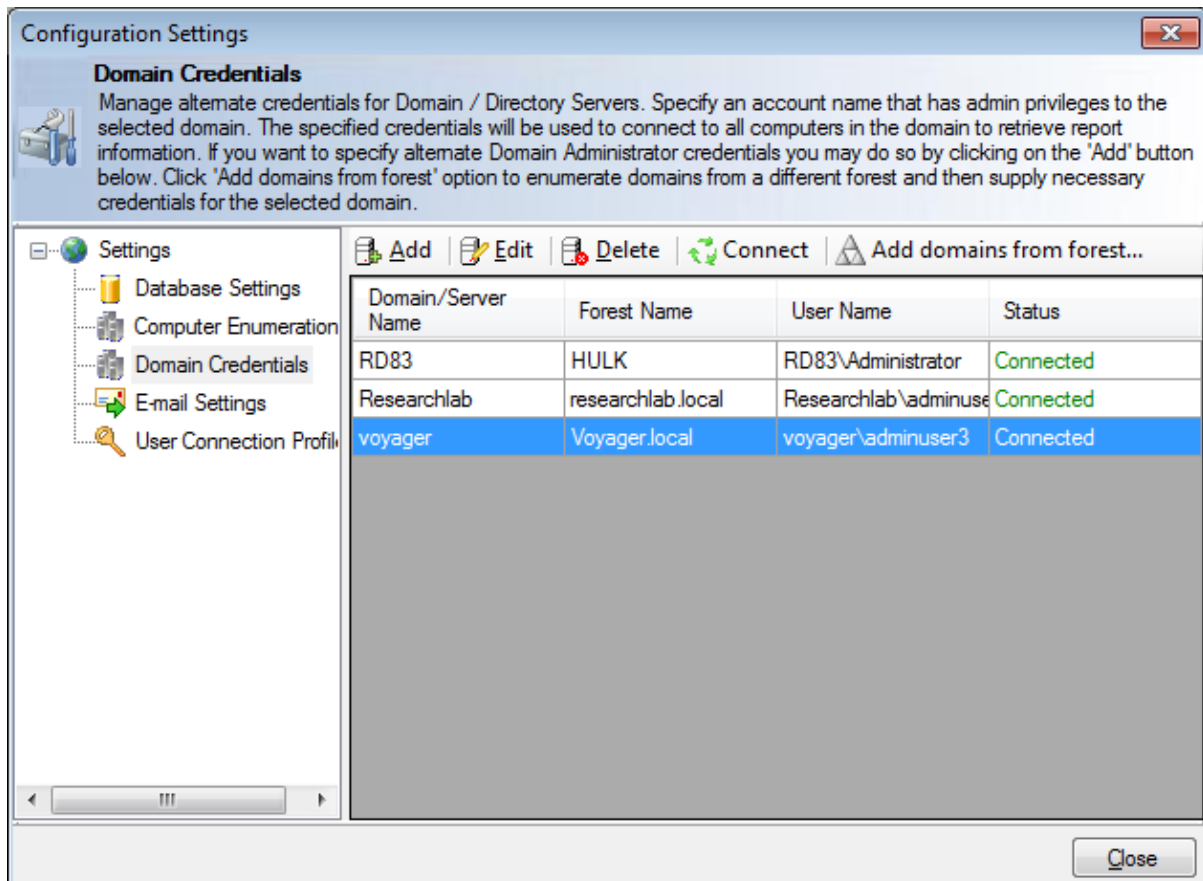 Configuration Settings
Domain Credentials
Manage alternate credentials for Domain / Directory Servers. Specify an account name that has admin privileges to the
selected domain. The specified credentials will be used to connect to all computers in the domain to retrieve report
information. If you want to specify alternate Domain Administrator credentials you may do so by clicking on the 'Add' button
below. Click 'Add domains from forest' option to enumerate domains from a different forest and then supply necessary
credentials for the selected domain.
Settings
Database Settings
Computer Enumeration
Domain Credentials
E-mail Settings
User Connection Profil
Add Edit Delete Connect Add domains from forest...
Domain/Server
Name
Forest Name User Name Status
RD83 HULK RD83\Administrator Connected
Researchlab researchlab.local Researchlab\adminuse Connected
voyager Voyager.local voyager\adminuser3 Connected
Close